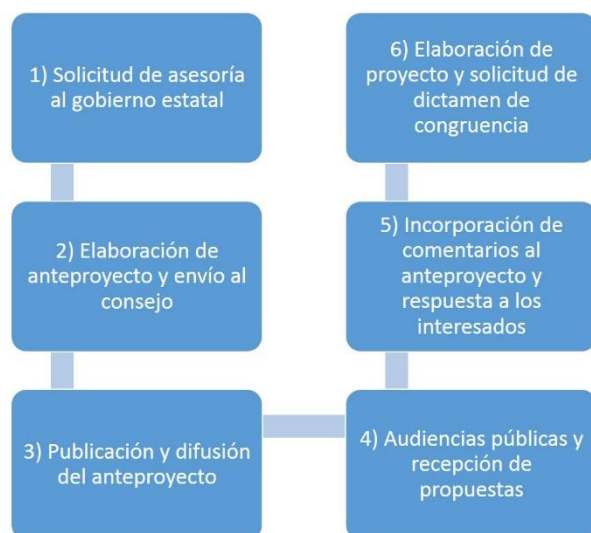 1) Solicitud de asesoría
al gobierno estatal
2) Elaboración de
anteproyecto y envío al
consejo
3) Publicación y difusión
del anteproyecto
4) Audiencias públicas y
recepción de
propuestas
5) Incorporación de
comentarios al
anteproyecto y
respuesta a los
interesados
6) Elaboración de
proyecto y solicitud de
dictamen de
congruencia